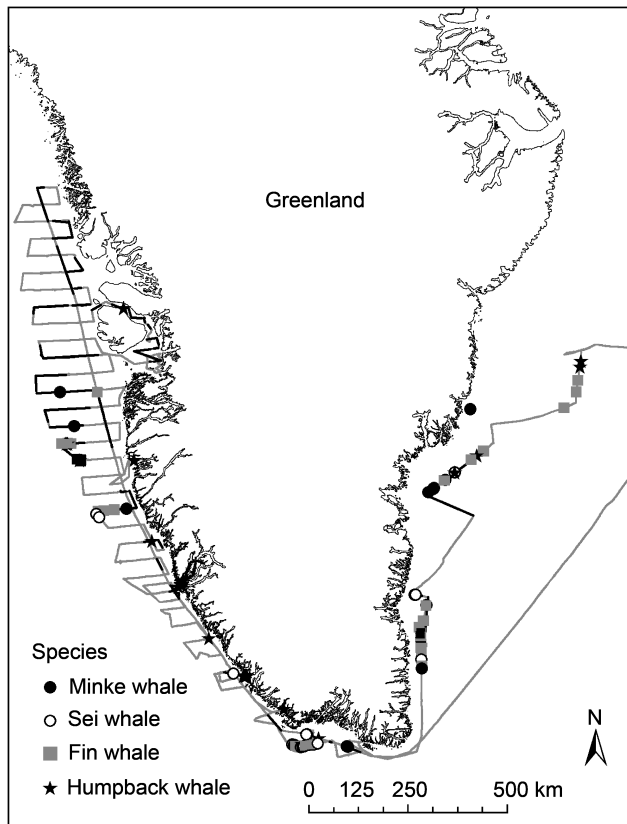 Greenland
Species
Minke whale
Sei whale
Fin whale
Humpback whale
N
0 125 250 500 km